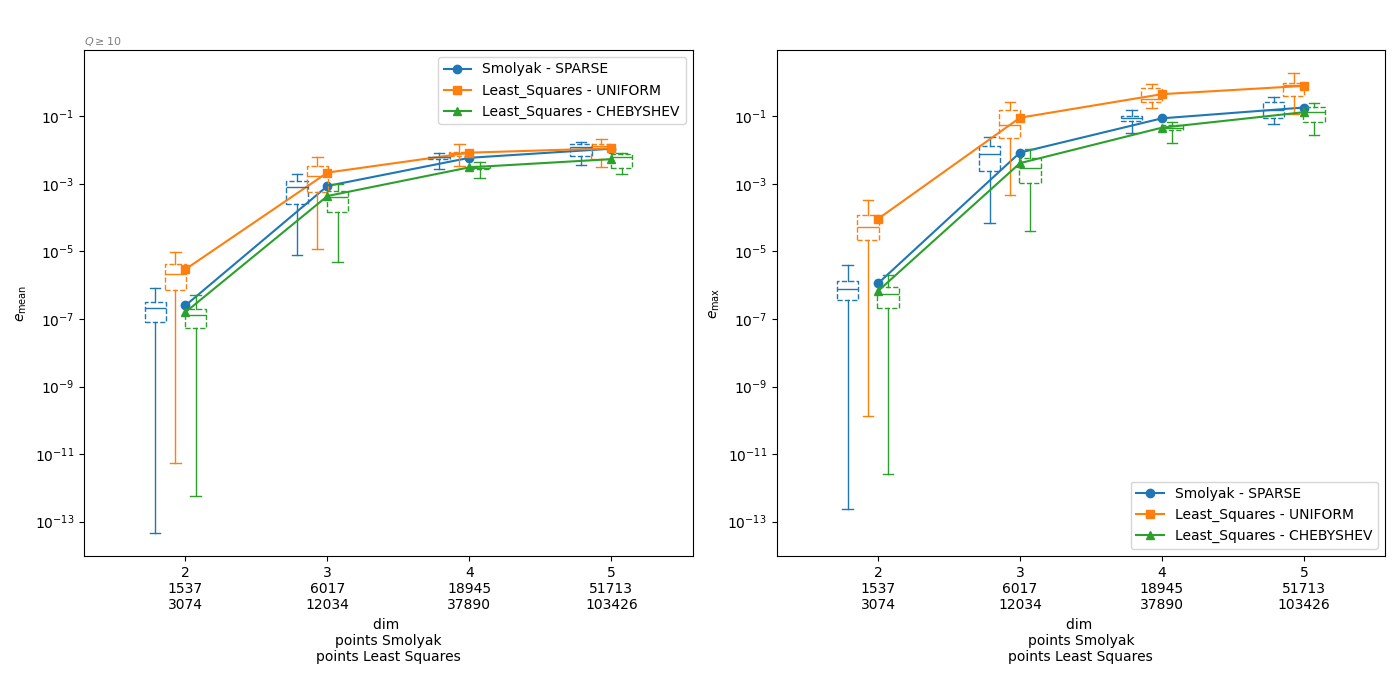 Q ≥ 10
Smolyak - SPARSE
Least_Squares - UNIFORM
Least_Squares - CHEBYSHEV
10⁻¹
10⁻³
10⁻⁵
10⁻⁷
10⁻⁹
10⁻¹¹
10⁻¹³
e_mean
2 3 4 5
1537 6017 18945 51713
3074 12034 37890 103426
dim
points Smolyak
points Least Squares
10⁻¹
10⁻³
10⁻⁵
10⁻⁷
10⁻⁹
10⁻¹¹
10⁻¹³
e_max
Smolyak - SPARSE
Least_Squares - UNIFORM
Least_Squares - CHEBYSHEV
2 3 4 5
1537 6017 18945 51713
3074 12034 37890 103426
dim
points Smolyak
points Least Squares